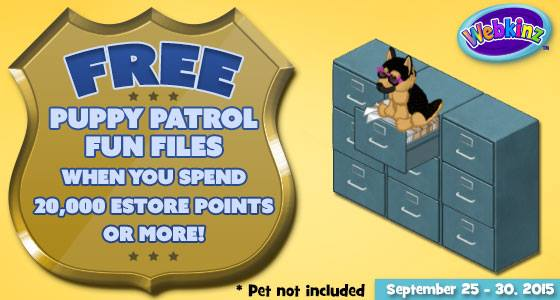 FREE
PUPPY PATROL
FUN FILES
WHEN YOU SPEND
20,000 ESTORE POINTS
OR MORE!
Webkinz™
* Pet not included
September 25 - 30, 2015